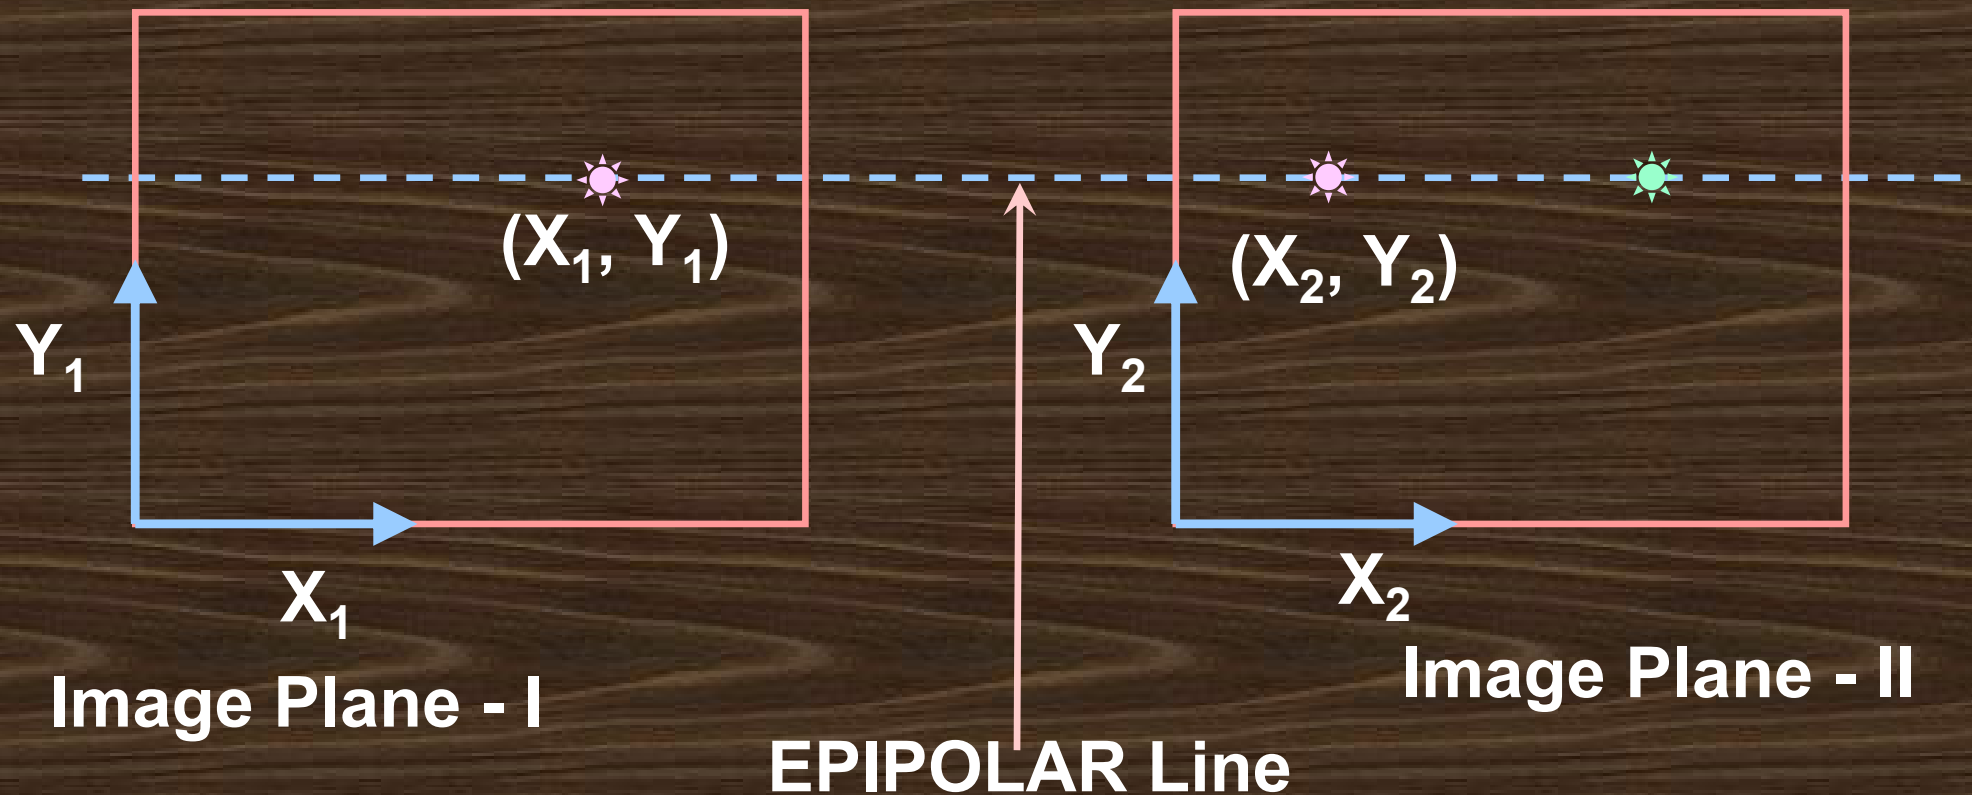 (X₁, Y₁)
(X₂, Y₂)
Y₁
Y₂
X₁
X₂
Image Plane - I
Image Plane - II
EPIPOLAR Line